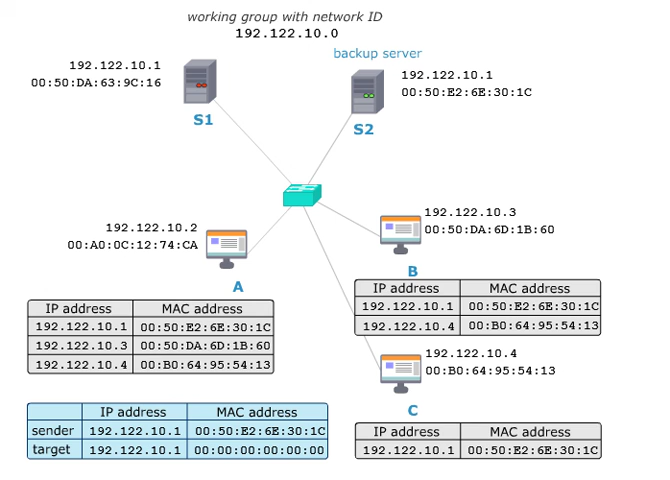 working group with network ID
192.122.10.0
backup server
192.122.10.1
00:50:DA:63:9C:16
S1
192.122.10.1
00:50:E2:6E:30:1C
S2
192.122.10.2
00:A0:0C:12:74:CA
A
192.122.10.3
00:50:DA:6D:1B:60
B
IP address MAC address
192.122.10.1 00:50:E2:6E:30:1C
192.122.10.3 00:50:DA:6D:1B:60
192.122.10.4 00:B0:64:95:54:13
IP address MAC address
192.122.10.1 00:50:E2:6E:30:1C
192.122.10.4 00:B0:64:95:54:13
192.122.10.4
00:B0:64:95:54:13
C
IP address MAC address
sender 192.122.10.1 00:50:E2:6E:30:1C
target 192.122.10.1 00:00:00:00:00:00
IP address MAC address
192.122.10.1 00:50:E2:6E:30:1C